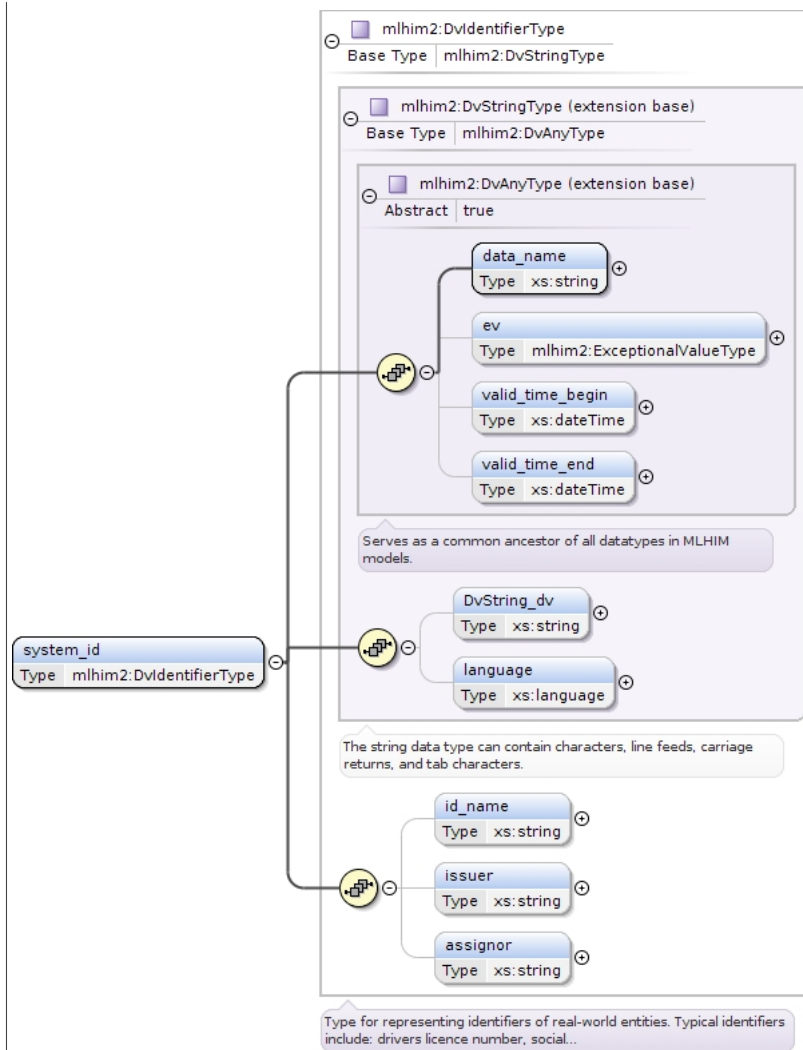 mlhim2:DvIdentifierType
Base Type mlhim2:DvStringType
mlhim2:DvStringType (extension base)
Base Type mlhim2:DvAnyType
mlhim2:DvAnyType (extension base)
Abstract true
data_name
Type xs:string
ev
Type mlhim2:ExceptionalValueType
valid_time_begin
Type xs:dateTime
valid_time_end
Type xs:dateTime
Serves as a common ancestor of all datatypes in MLHIM
models.
DvString_dv
Type xs:string
language
Type xs:language
system_id
Type mlhim2:DvIdentifierType
The string data type can contain characters, line feeds, carriage
returns, and tab characters.
id_name
Type xs:string
issuer
Type xs:string
assignor
Type xs:string
Type for representing identifiers of real-world entities. Typical identifiers
include: drivers licence number, social...